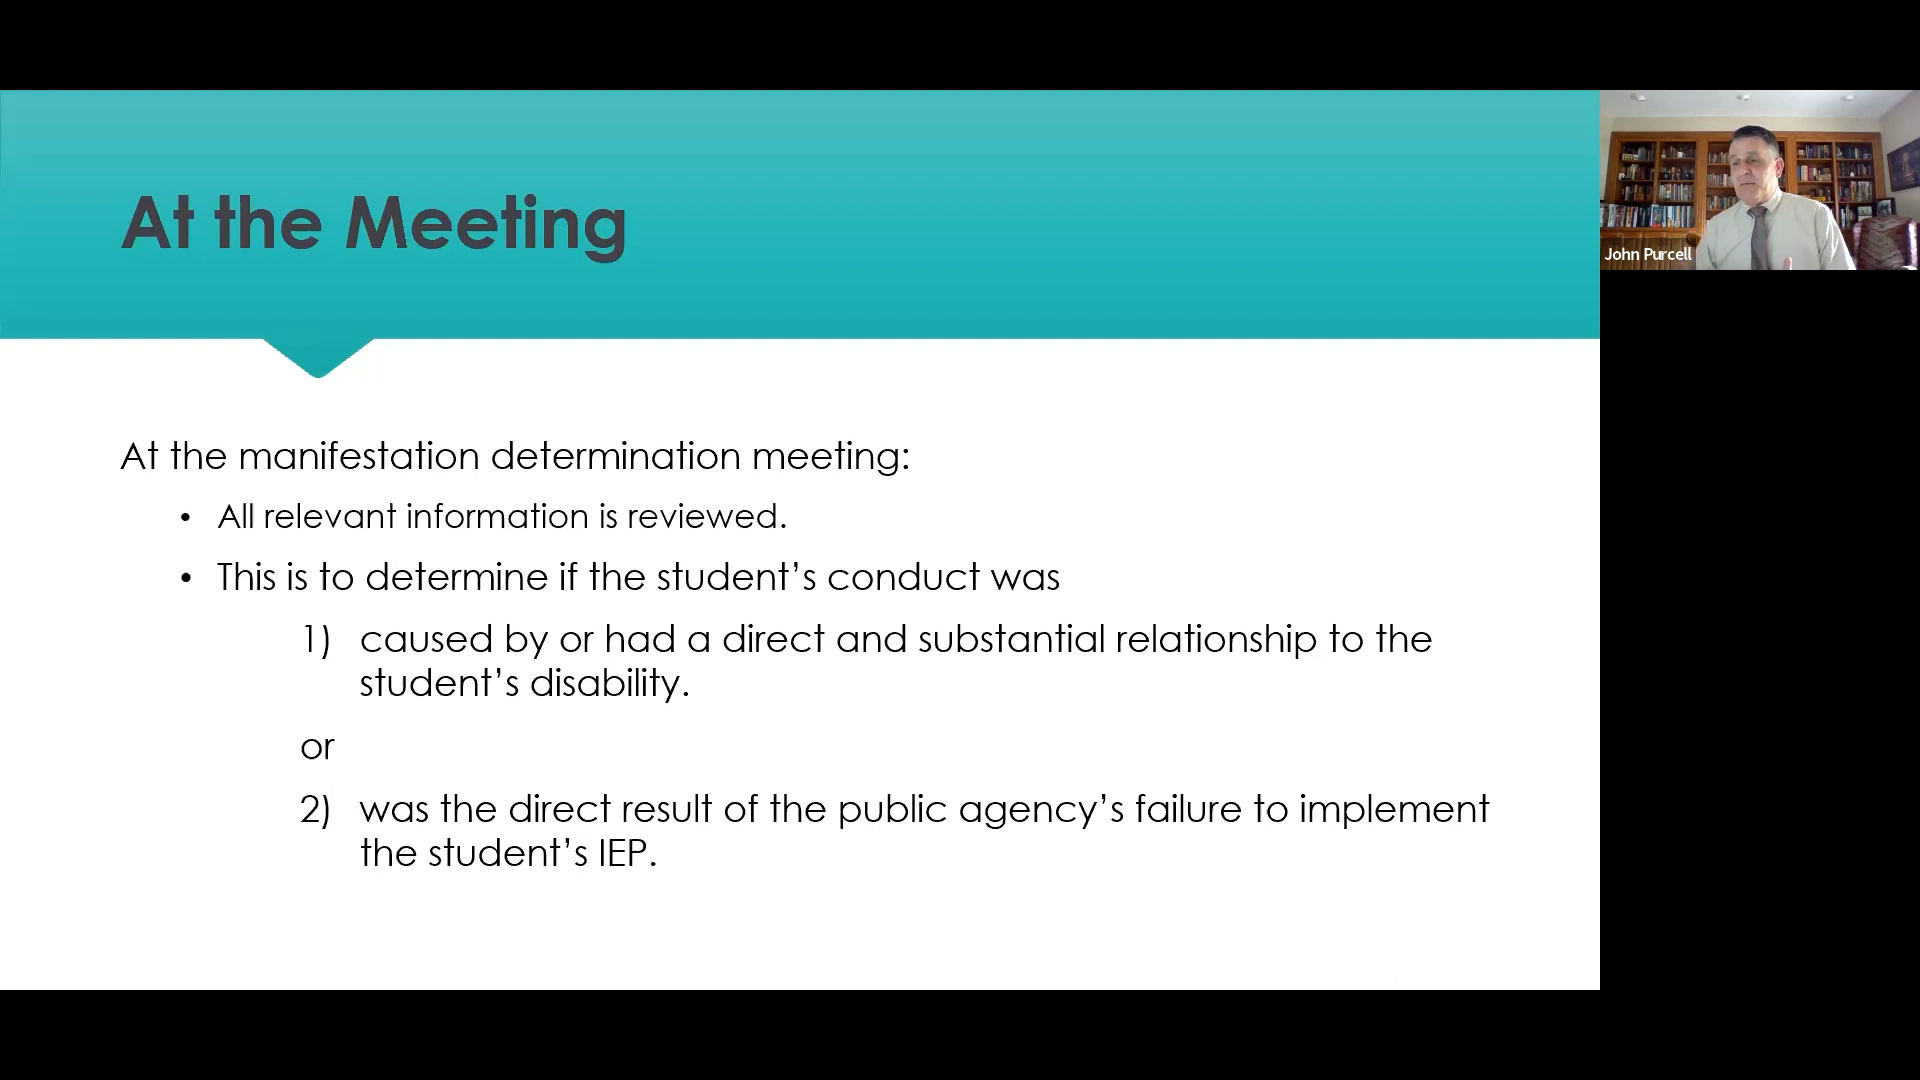 At the Meeting
John Purcell
At the manifestation determination meeting:
• All relevant information is reviewed.
• This is to determine if the student’s conduct was
1) caused by or had a direct and substantial relationship to the
student’s disability.
or
2) was the direct result of the public agency’s failure to implement
the student’s IEP.